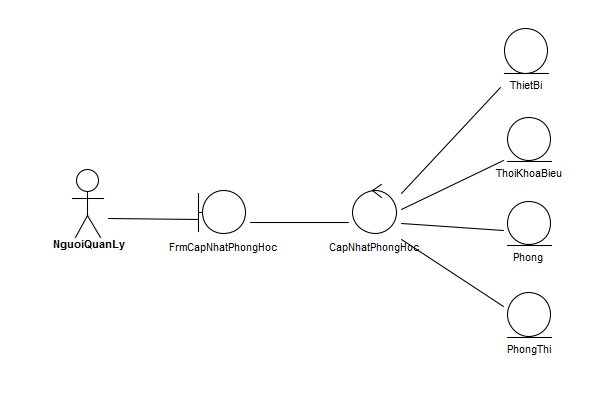 ThietBi
ThoiKhoaBieu
NguoiQuanLy
FrmCapNhatPhongHoc
CapNhatPhongHoc
Phong
PhongThi